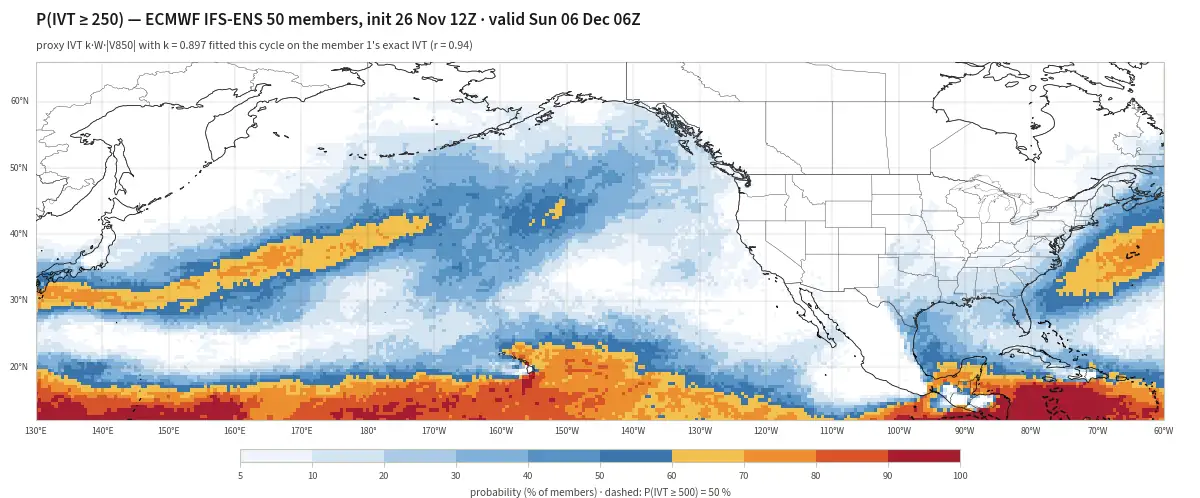 P(IVT ≥ 250) — ECMWF IFS-ENS 50 members, init 26 Nov 12Z · valid Sun 06 Dec 06Z
proxy IVT k·W·|V850| with k = 0.897 fitted this cycle on the member 1's exact IVT (r = 0.94)
60°N
50°N
40°N
30°N
20°N
130°E 140°E 150°E 160°E 170°E 180° 170°W 160°W 150°W 140°W 130°W 120°W 110°W 100°W 90°W 80°W 70°W 60°W
5 10 20 30 40 50 60 70 80 90 100
probability (% of members) · dashed: P(IVT ≥ 500) = 50 %